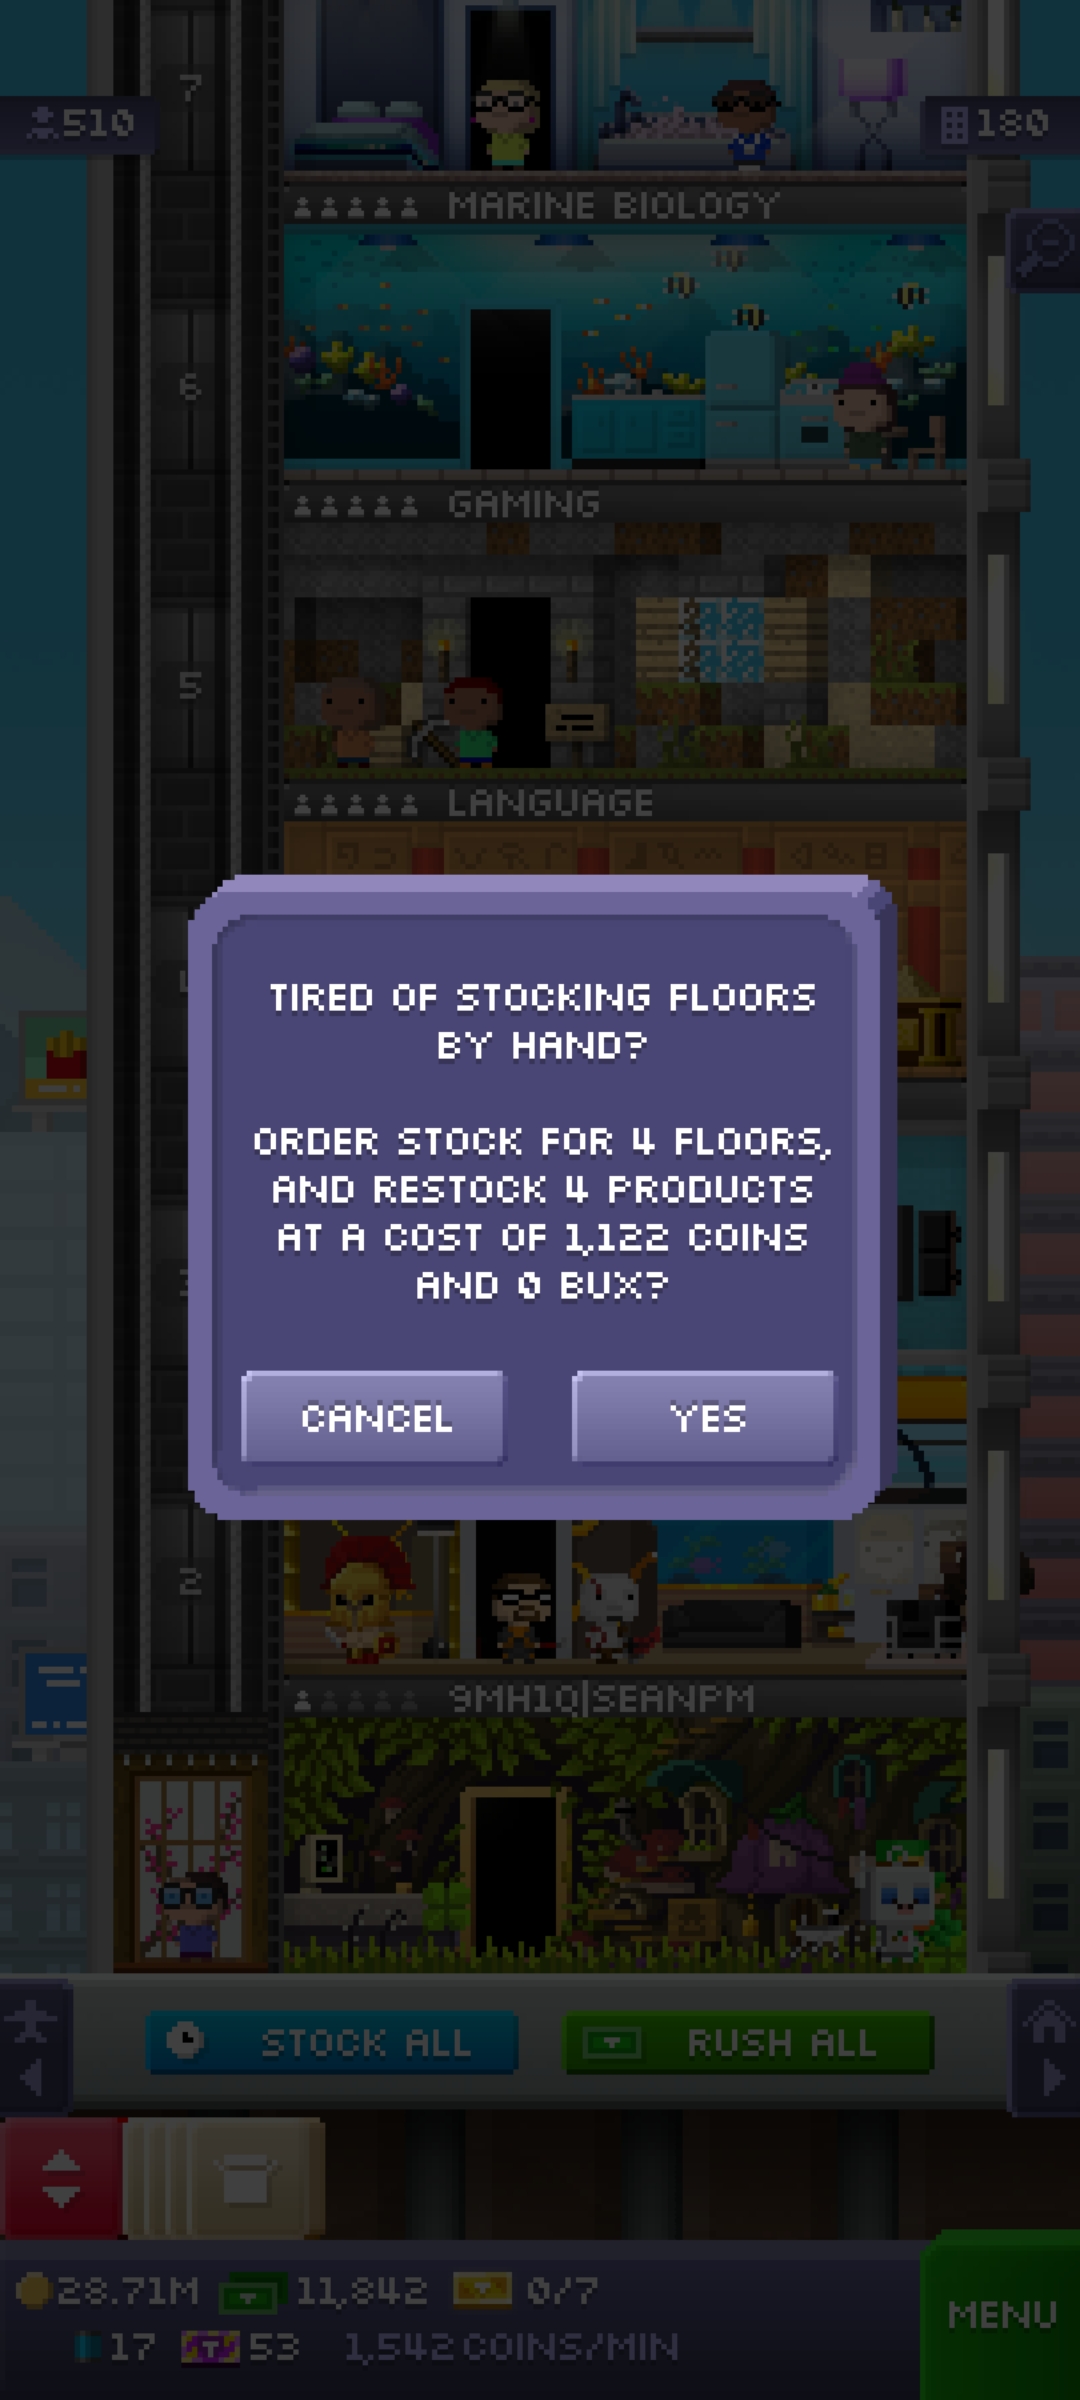 7
510
180
MARINE BIOLOGY
6
GAMING
5
LANGUAGE
TIRED OF STOCKING FLOORS
BY HAND?
ORDER STOCK FOR 4 FLOORS,
AND RESTOCK 4 PRODUCTS
AT A COST OF 1,122 COINS
AND 0 BUX?
CANCEL
YES
2
9MH1Q|SEANPM
STOCK ALL
RUSH ALL
28.71M
11,842
0/7
MENU
17
53
1,542 COINS/MIN